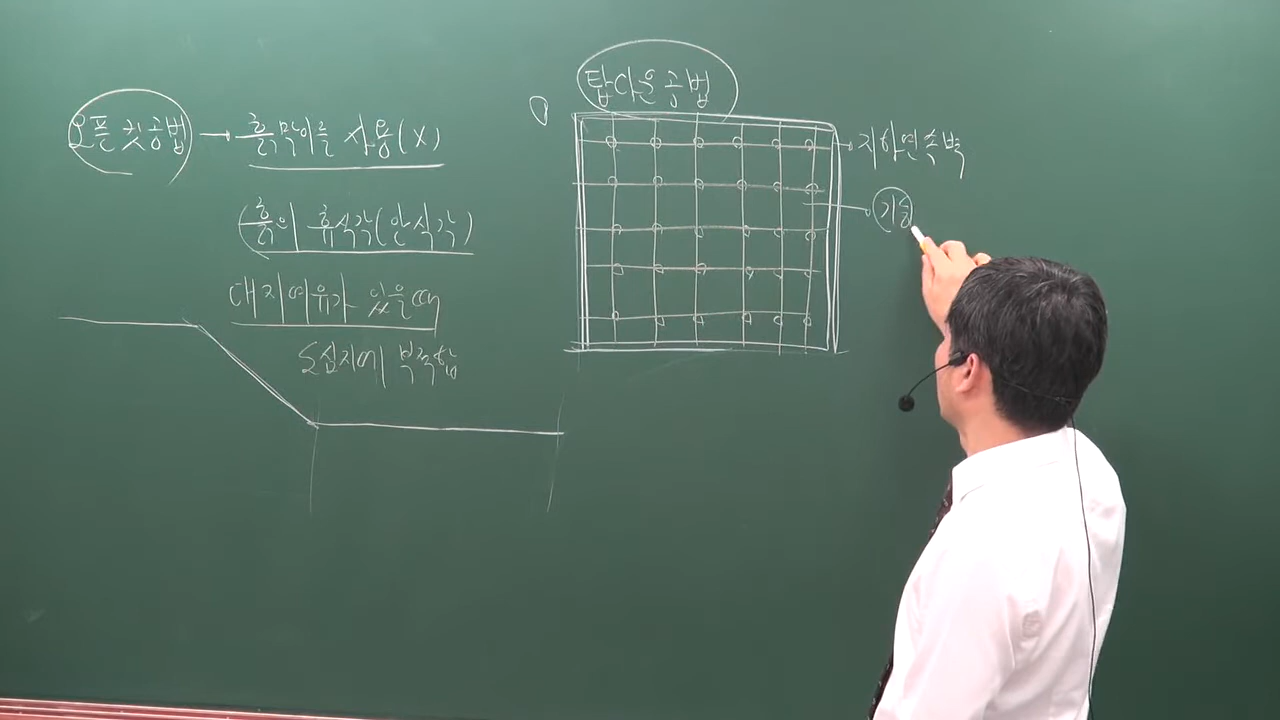 오픈 컷공법 → 흙막이를 사용(X)
(흙의 휴식각(안식각)
대지여유가 있을때
도심지에 부적합
탑다운공법
지하연속벽
기둥